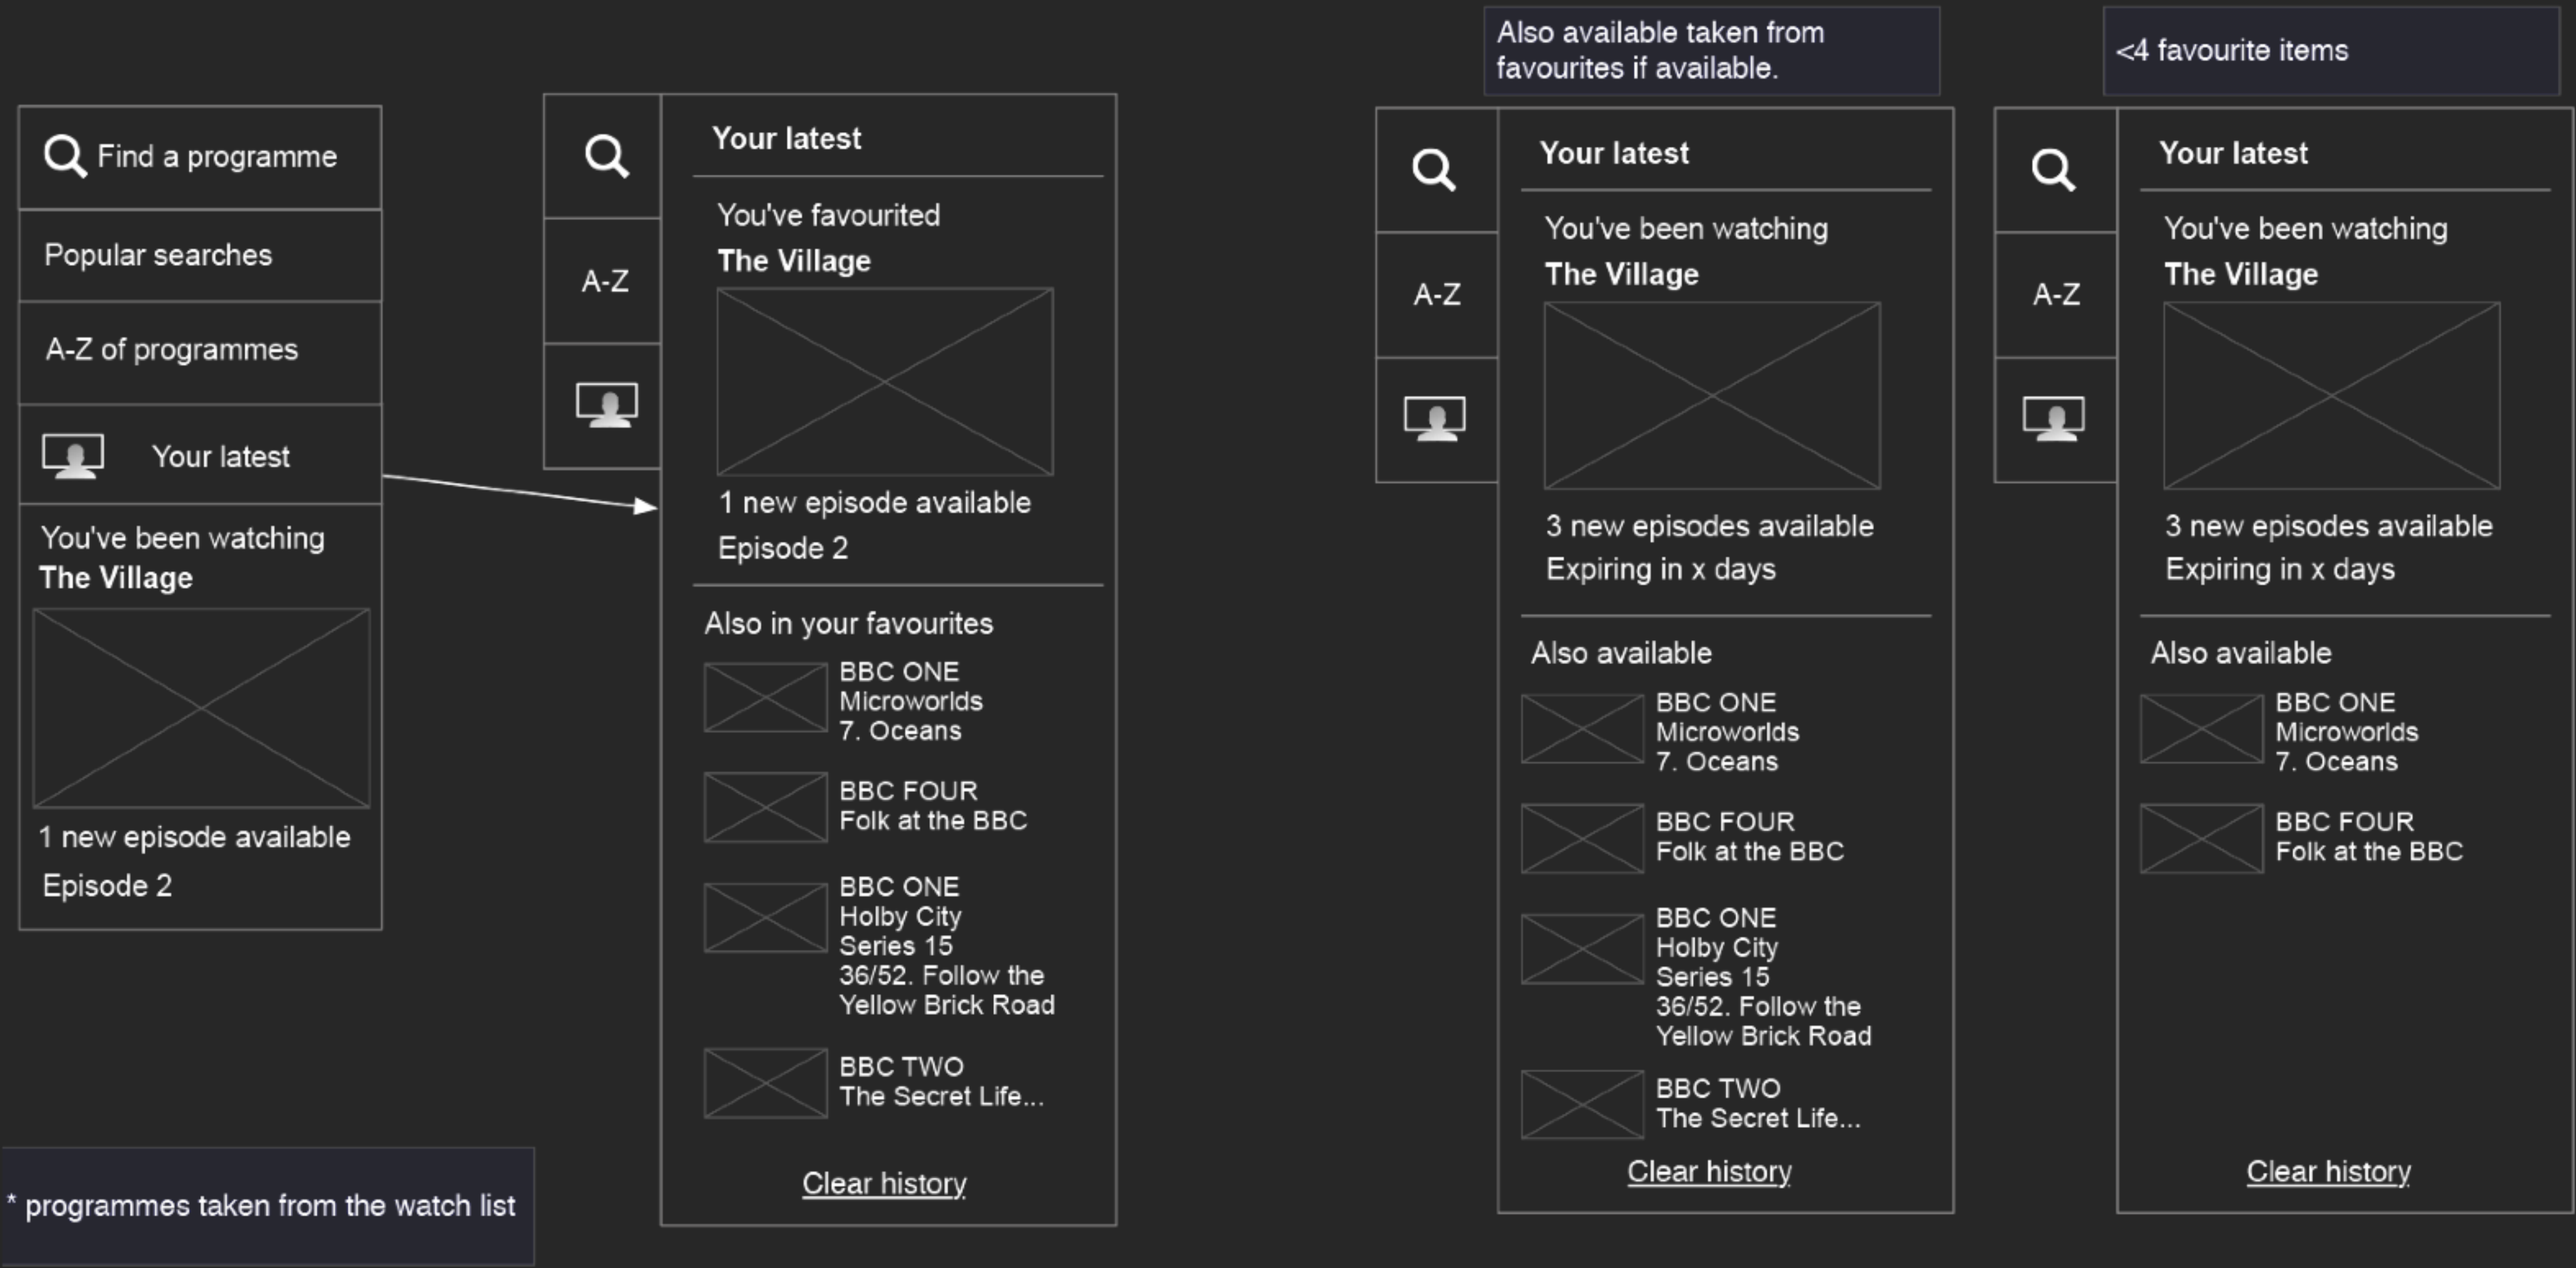 Find a programme
Popular searches
A-Z of programmes
Your latest
You've been watching
The Village
1 new episode available
Episode 2
* programmes taken from the watch list
A-Z
Your latest
You've favourited
The Village
1 new episode available
Episode 2
Also in your favourites
BBC ONE
Microworlds
7. Oceans
BBC FOUR
Folk at the BBC
BBC ONE
Holby City
Series 15
36/52. Follow the
Yellow Brick Road
BBC TWO
The Secret Life...
Clear history
Also available taken from
favourites if available.
A-Z
Your latest
You've been watching
The Village
3 new episodes available
Expiring in x days
Also available
BBC ONE
Microworlds
7. Oceans
BBC FOUR
Folk at the BBC
BBC ONE
Holby City
Series 15
36/52. Follow the
Yellow Brick Road
BBC TWO
The Secret Life...
Clear history
<4 favourite items
A-Z
Your latest
You've been watching
The Village
3 new episodes available
Expiring in x days
Also available
BBC ONE
Microworlds
7. Oceans
BBC FOUR
Folk at the BBC
Clear history